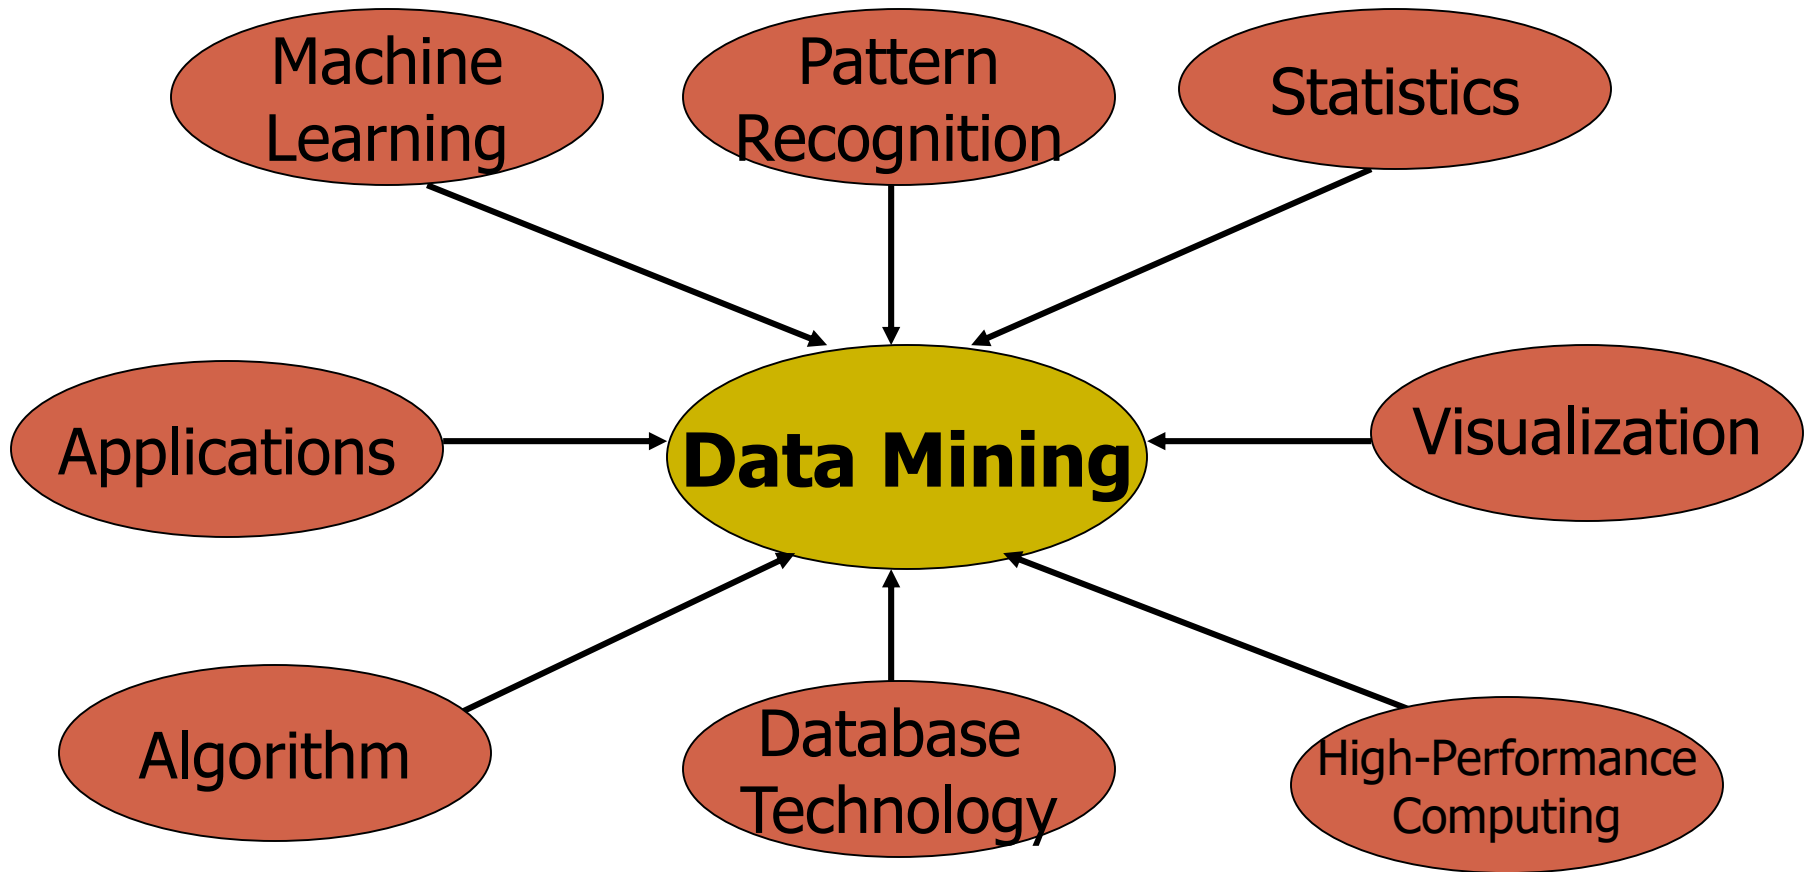 Machine
Learning
Pattern
Recognition
Statistics
Applications
Data Mining
Visualization
Algorithm
Database
Technology
High-Performance
Computing